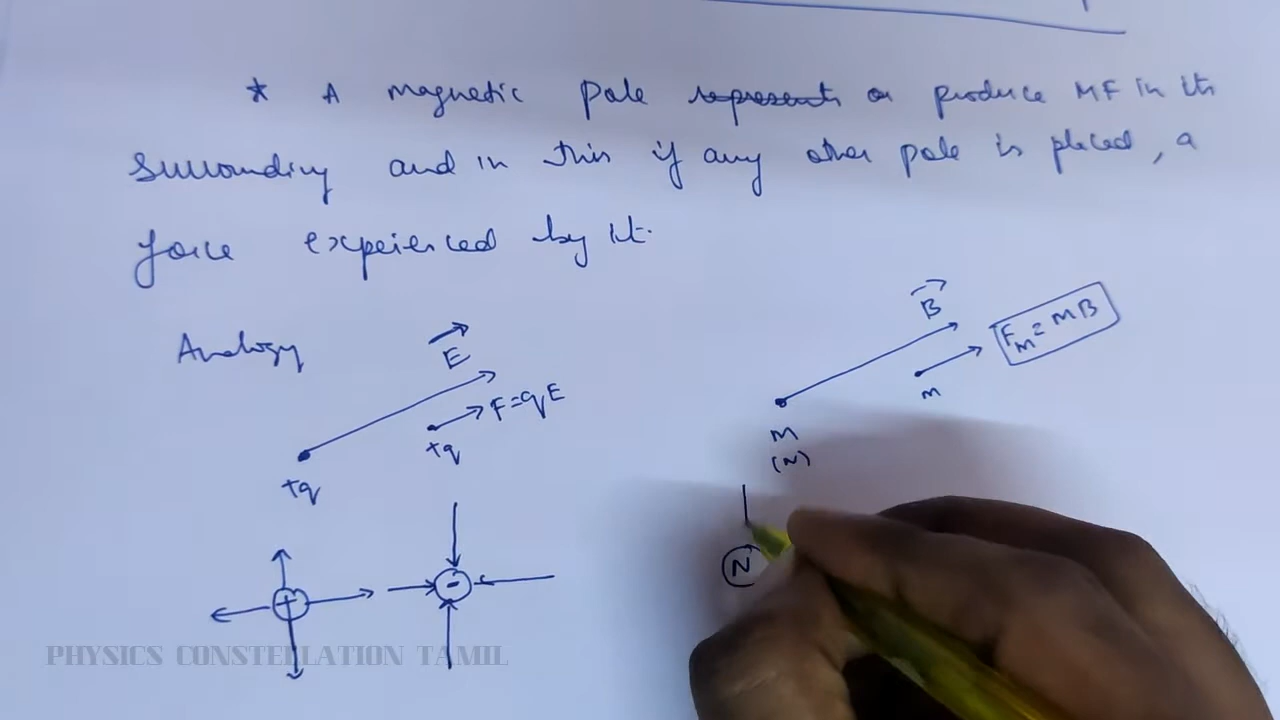 * A magnetic pole represents or produce MF in its
surrounding and in this if any other pole is placed, a
force experienced by it.
Analogy
E
F=qE
+q
+q
+
-
B
F_M = MB
m
M
(N)
N
PHYSICS CONSTELLATION TAMIL